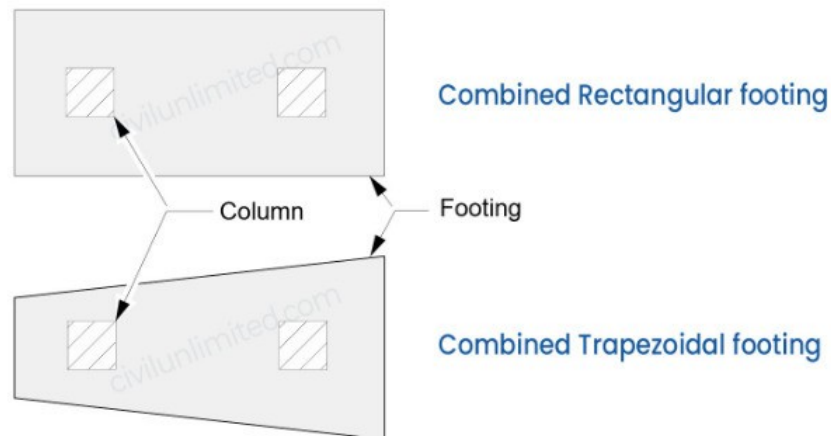 civilunlimited.com
Combined Rectangular footing
Column
Footing
civilunlimited.com
Combined Trapezoidal footing